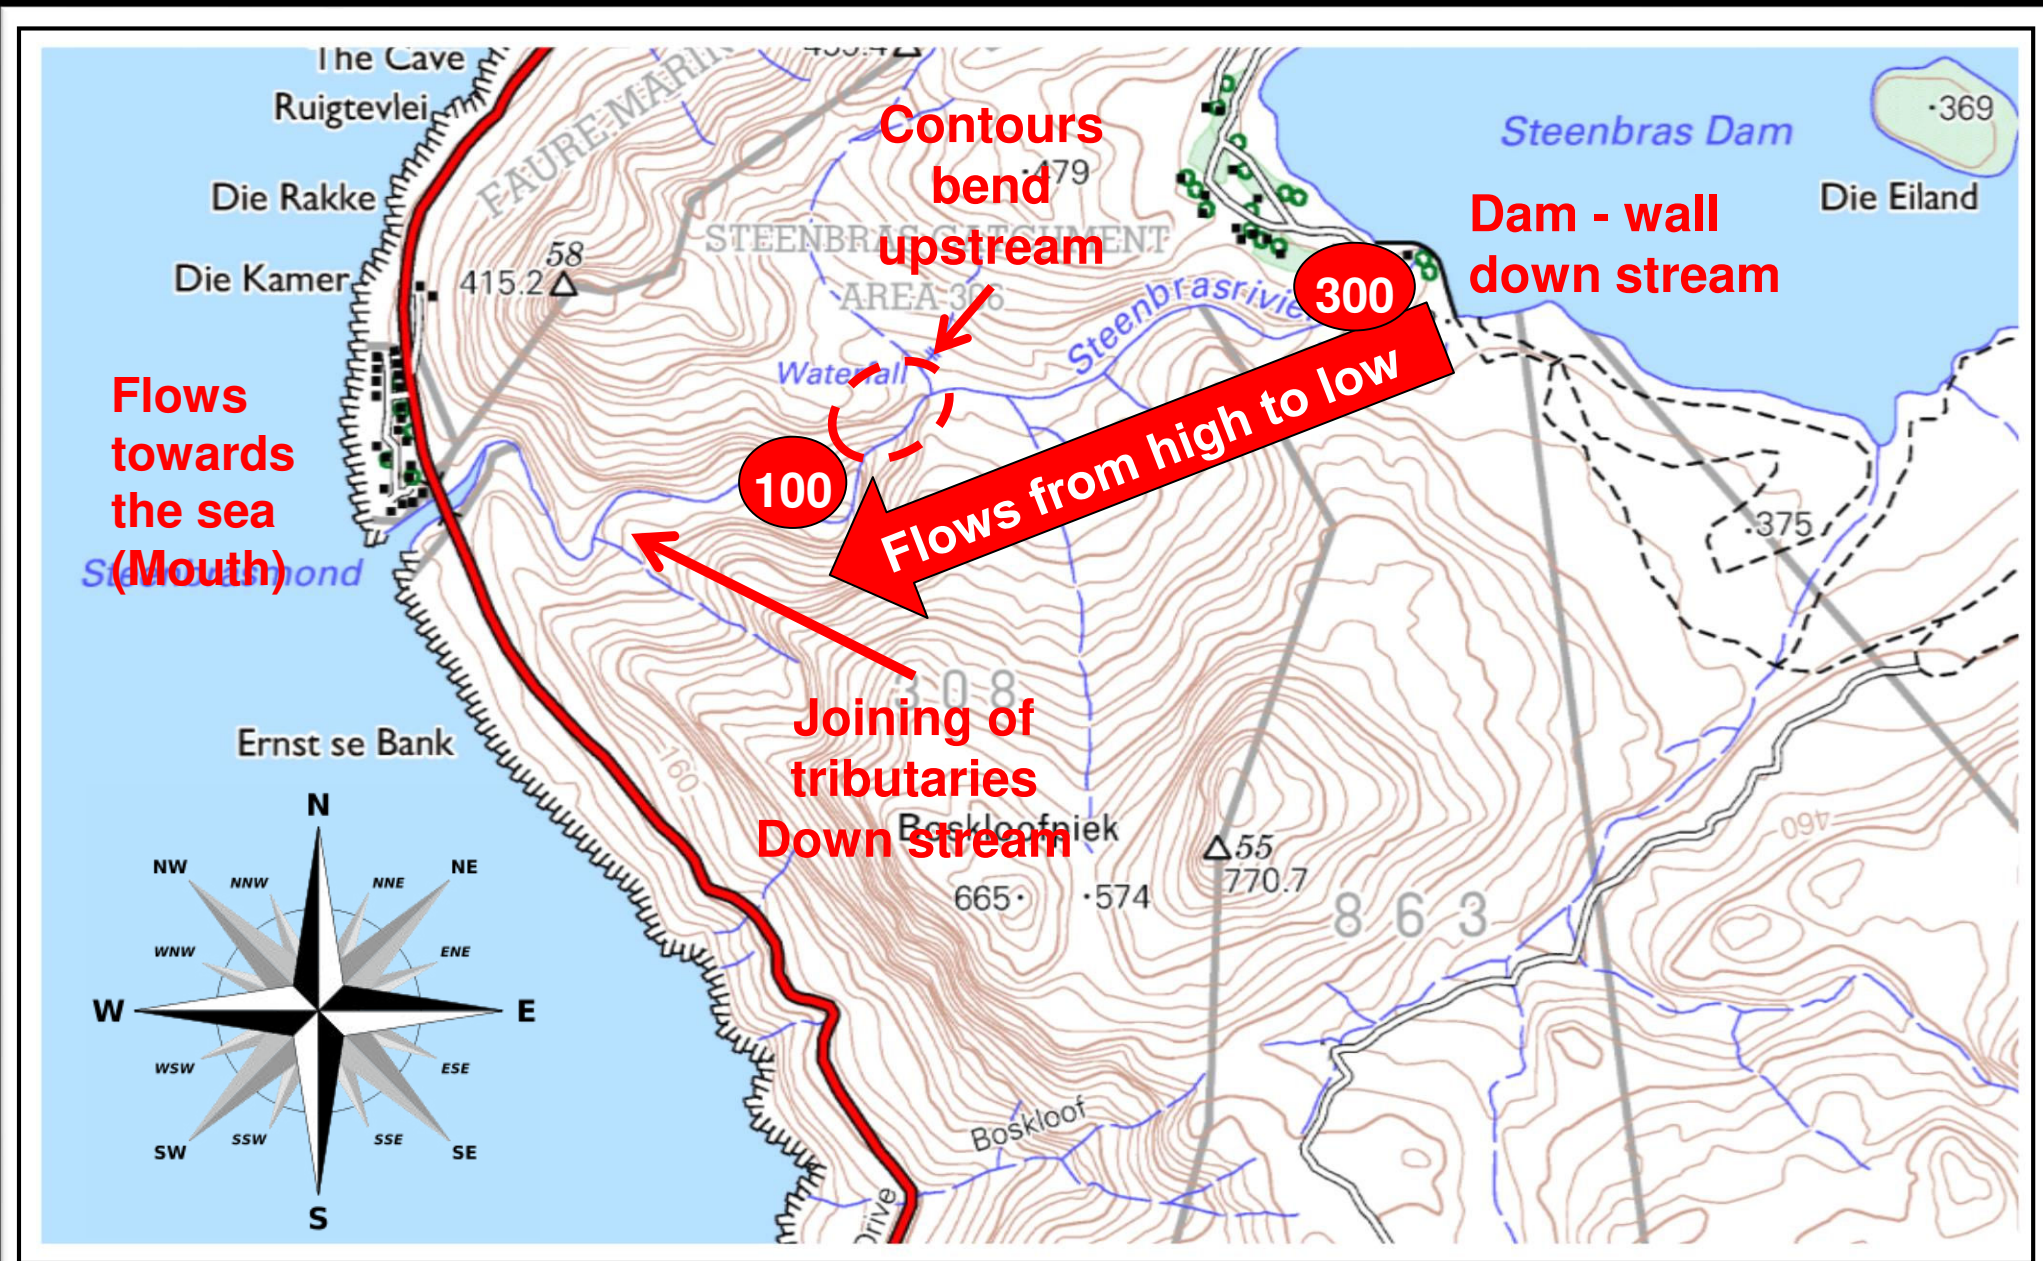 The Cave
Ruigtevlei
Die Rakke
Die Kamer
FAURE MARIN
58
415.2
Contours
bend
upstream
479
STEENBRAS CATCHMENT
AREA 306
Steenbras Dam
369
Die Eiland
Dam - wall
down stream
300
Waterfall
Flows from high to low
100
Flows
towards
the sea
(Mouth)
375
308
Joining of
tributaries
Down stream
Boskloofpiek
665
574
55
770.7
863
460
160
Ernst se Bank
N
NNW
NNE
NW
NE
WNW
ENE
W
E
WSW
ESE
SW
SSW
SSE
SE
S
Boskloof
Drive